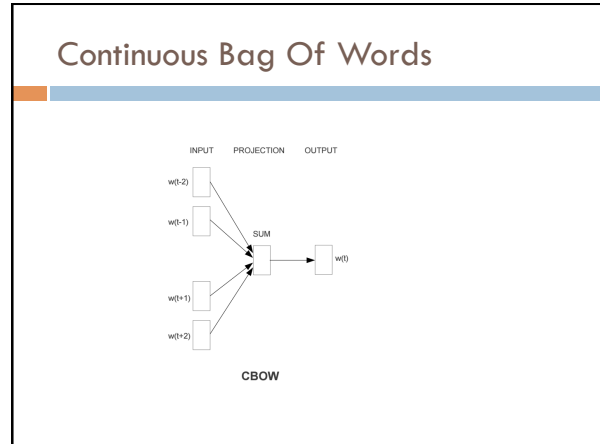 Continuous Bag Of Words
INPUT PROJECTION OUTPUT
w(t-2)
w(t-1)
SUM
w(t)
w(t+1)
w(t+2)
CBOW